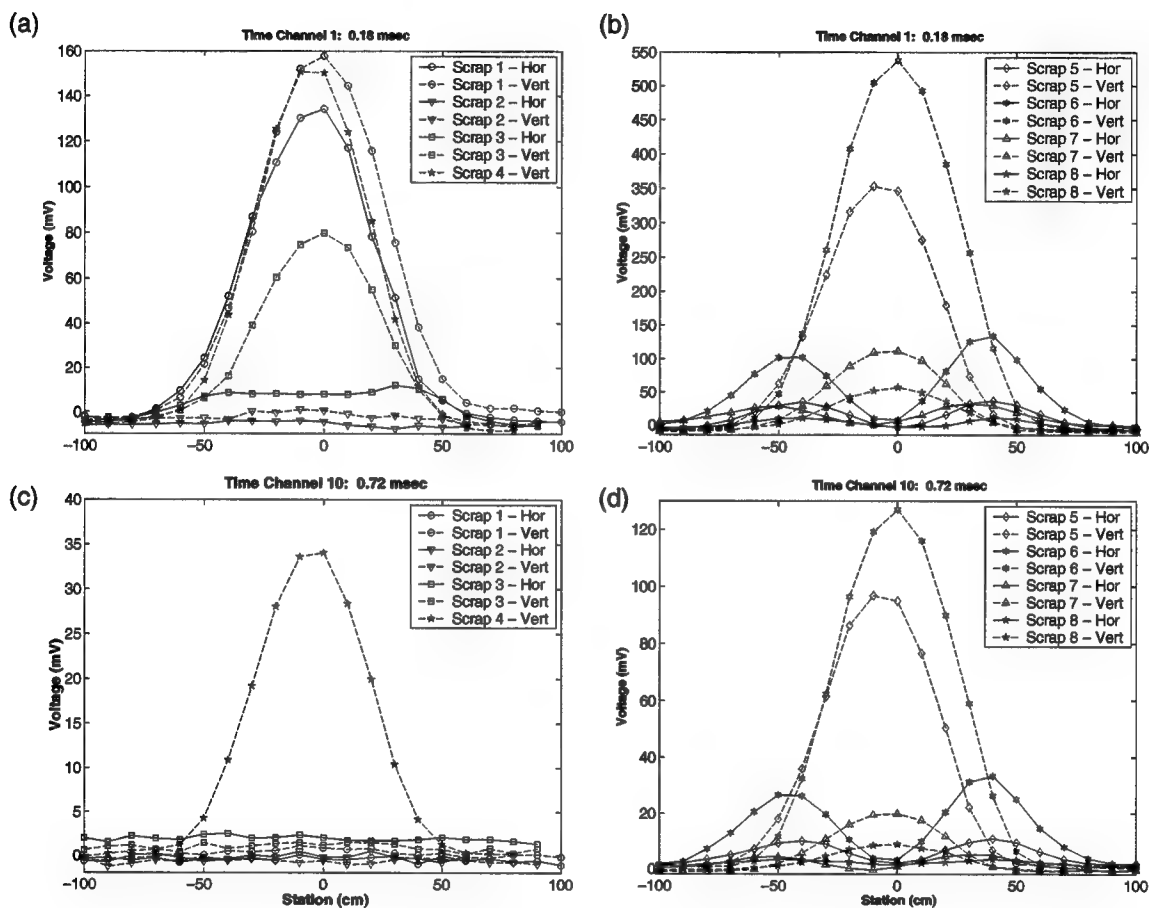 (a)
Time Channel 1: 0.18 msec
Voltage (mV)
160
140
120
100
80
60
40
20
0
−100
−50
0
50
100
Scrap 1 – Hor
Scrap 1 – Vert
Scrap 2 – Hor
Scrap 2 – Vert
Scrap 3 – Hor
Scrap 3 – Vert
Scrap 4 – Vert
(b)
Time Channel 1: 0.18 msec
Voltage (mV)
550
500
450
400
350
300
250
200
150
100
50
0
−100
−50
0
50
100
Scrap 5 – Hor
Scrap 5 – Vert
Scrap 6 – Hor
Scrap 6 – Vert
Scrap 7 – Hor
Scrap 7 – Vert
Scrap 8 – Hor
Scrap 8 – Vert
(c)
Time Channel 10: 0.72 msec
Voltage (mV)
40
35
30
25
20
15
10
5
0
−100
−50
0
50
100
Station (cm)
Scrap 1 – Hor
Scrap 1 – Vert
Scrap 2 – Hor
Scrap 2 – Vert
Scrap 3 – Hor
Scrap 3 – Vert
Scrap 4 – Vert
(d)
Time Channel 10: 0.72 msec
Voltage (mV)
120
100
80
60
40
20
0
−100
−50
0
50
100
Station (cm)
Scrap 5 – Hor
Scrap 5 – Vert
Scrap 6 – Hor
Scrap 6 – Vert
Scrap 7 – Hor
Scrap 7 – Vert
Scrap 8 – Hor
Scrap 8 – Vert